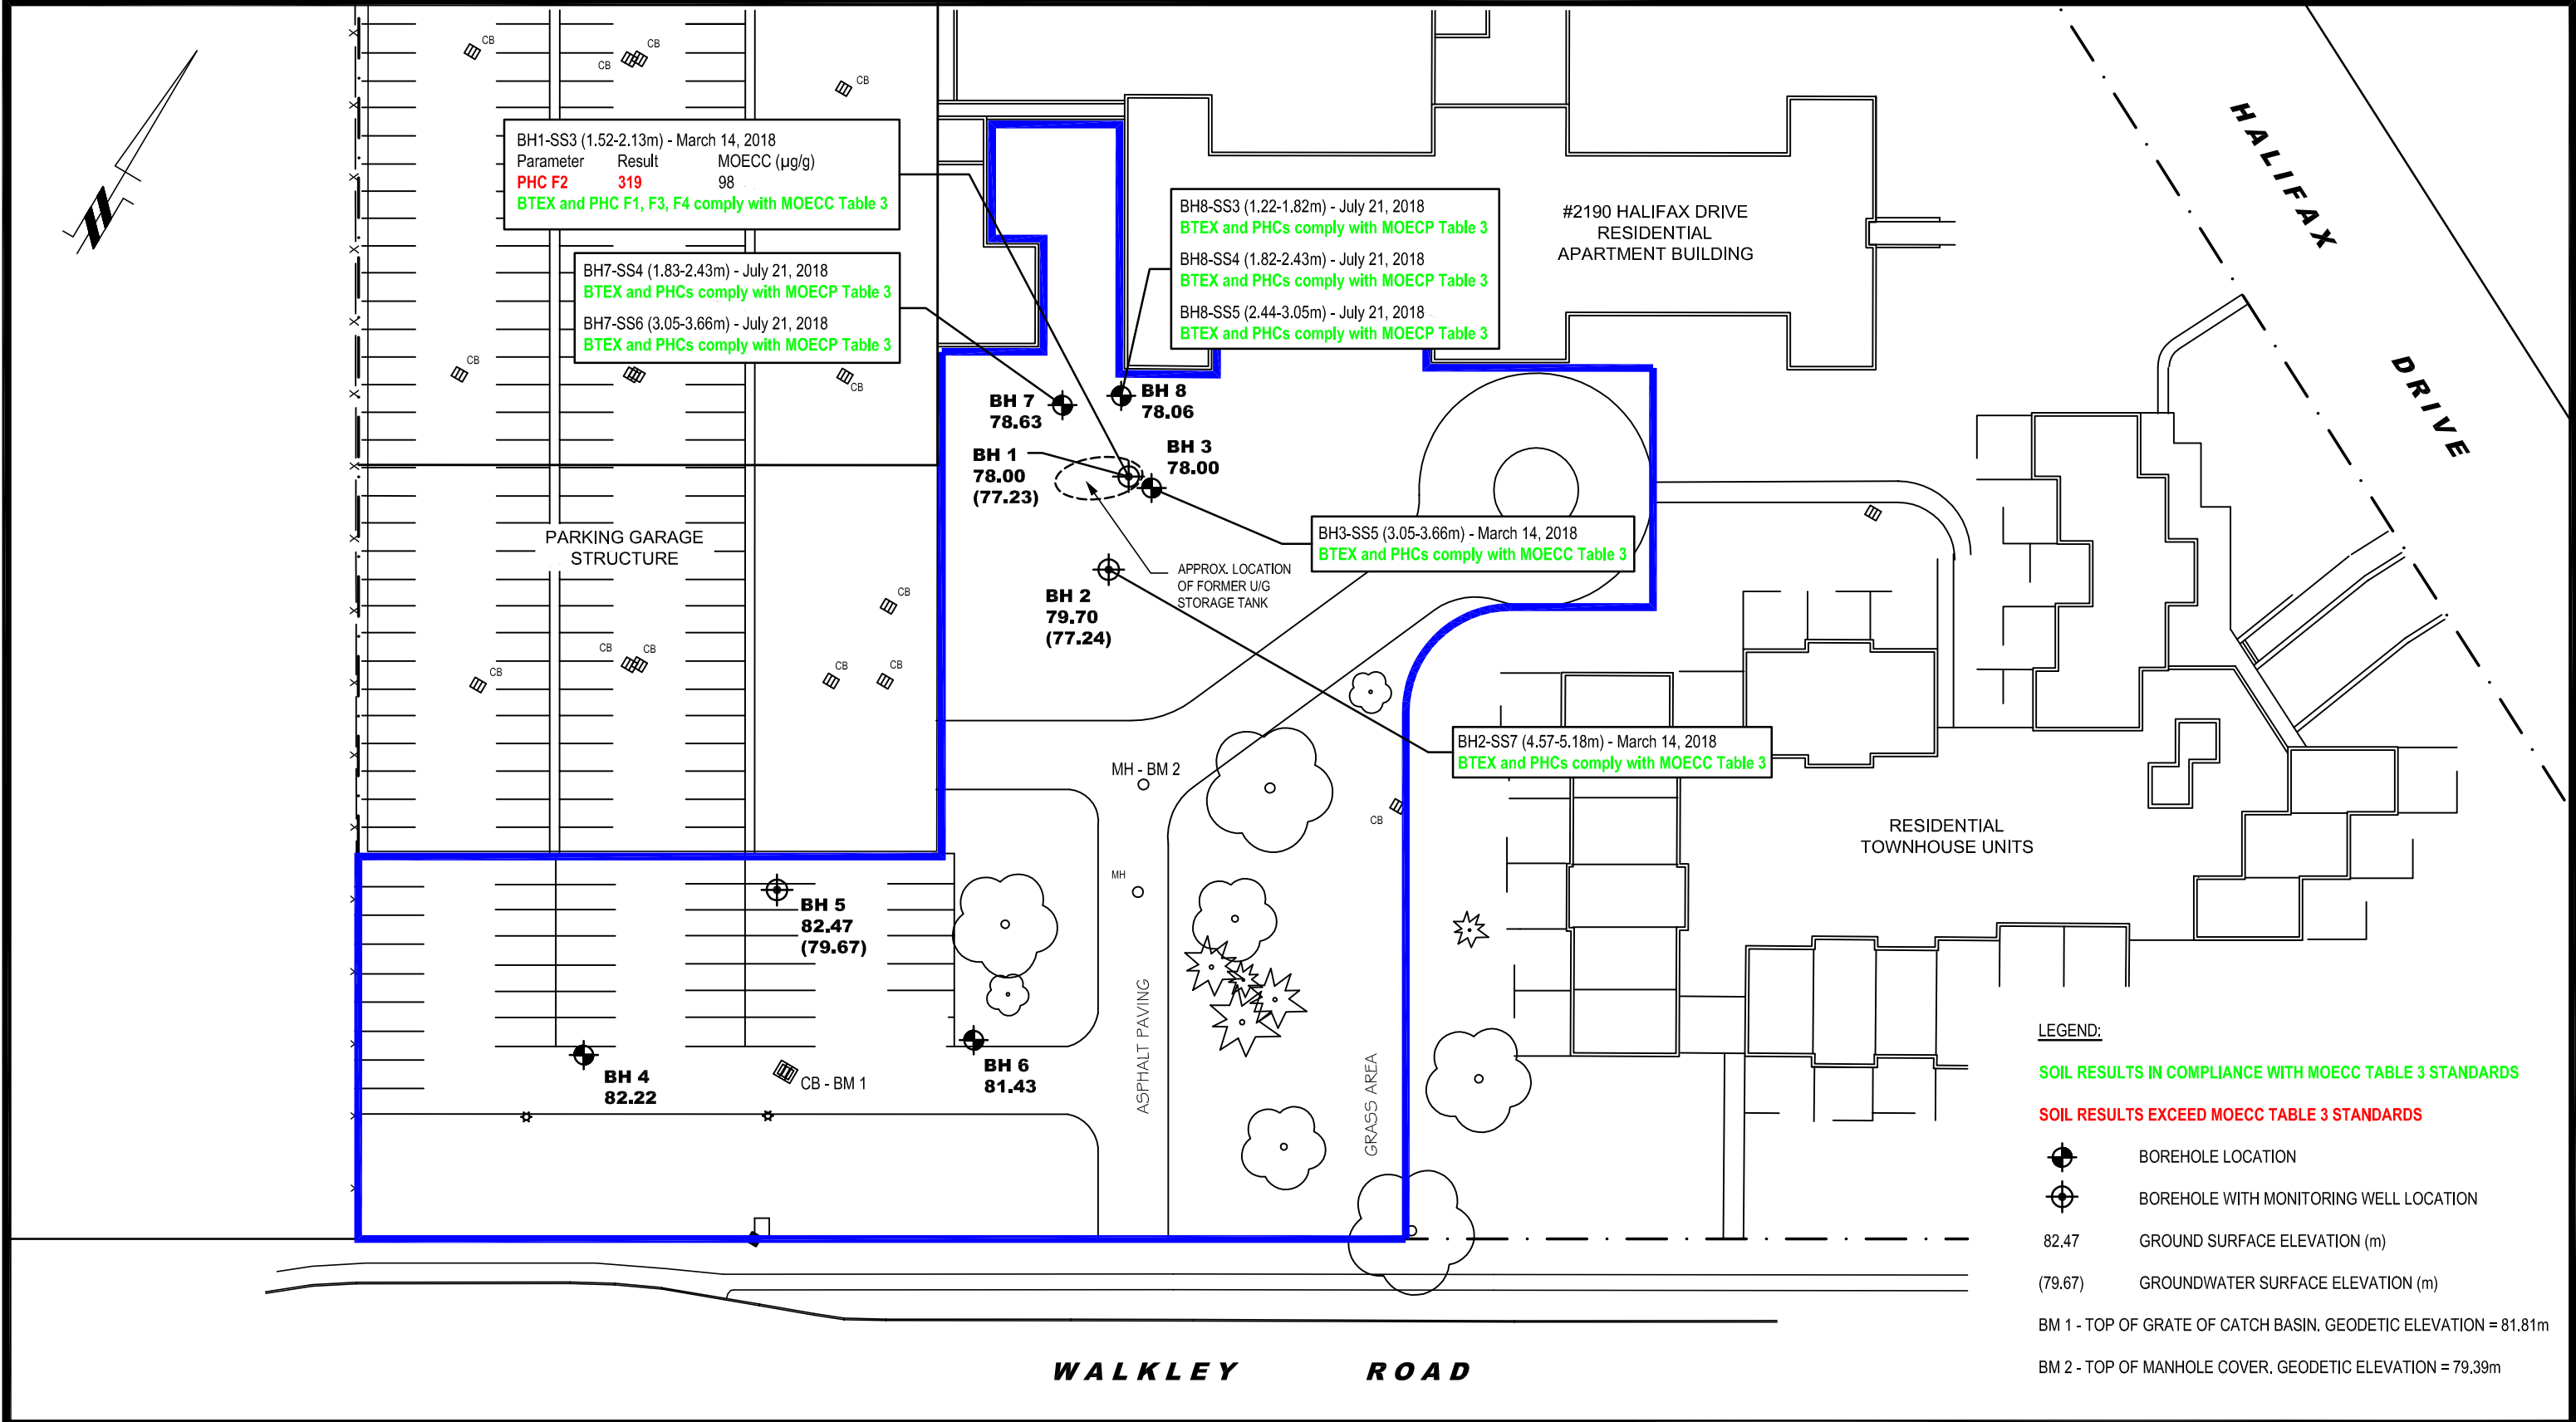 CB
CB
CB
CB
HALIFAX
DRIVE
BH1-SS3 (1.52-2.13m) - March 14, 2018
Parameter Result MOECC (µg/g)
PHC F2 319 98
BTEX and PHC F1, F3, F4 comply with MOECC Table 3
BH7-SS4 (1.83-2.43m) - July 21, 2018
BTEX and PHCs comply with MOECP Table 3
BH7-SS6 (3.05-3.66m) - July 21, 2018
BTEX and PHCs comply with MOECP Table 3
BH8-SS3 (1.22-1.82m) - July 21, 2018
BTEX and PHCs comply with MOECP Table 3
BH8-SS4 (1.82-2.43m) - July 21, 2018
BTEX and PHCs comply with MOECP Table 3
BH8-SS5 (2.44-3.05m) - July 21, 2018
BTEX and PHCs comply with MOECP Table 3
#2190 HALIFAX DRIVE
RESIDENTIAL
APARTMENT BUILDING
CB
CB
BH 7
78.63
BH 8
78.06
BH 1
78.00
(77.23)
BH 3
78.00
PARKING GARAGE
STRUCTURE
BH3-SS5 (3.05-3.66m) - March 14, 2018
BTEX and PHCs comply with MOECC Table 3
APPROX. LOCATION
OF FORMER U/G
STORAGE TANK
BH 2
79.70
(77.24)
CB
CB
CB
CB
CB
CB
BH2-SS7 (4.57-5.18m) - March 14, 2018
BTEX and PHCs comply with MOECC Table 3
MH - BM 2
CB
RESIDENTIAL
TOWNHOUSE UNITS
MH
BH 5
82.47
(79.67)
BH 4
82.22
CB - BM 1
BH 6
81.43
ASPHALT PAVING
GRASS AREA
LEGEND:
SOIL RESULTS IN COMPLIANCE WITH MOECC TABLE 3 STANDARDS
SOIL RESULTS EXCEED MOECC TABLE 3 STANDARDS
BOREHOLE LOCATION
BOREHOLE WITH MONITORING WELL LOCATION
82.47 GROUND SURFACE ELEVATION (m)
(79.67) GROUNDWATER SURFACE ELEVATION (m)
BM 1 - TOP OF GRATE OF CATCH BASIN. GEODETIC ELEVATION = 81.81m
BM 2 - TOP OF MANHOLE COVER. GEODETIC ELEVATION = 79.39m
WALKLEY ROAD